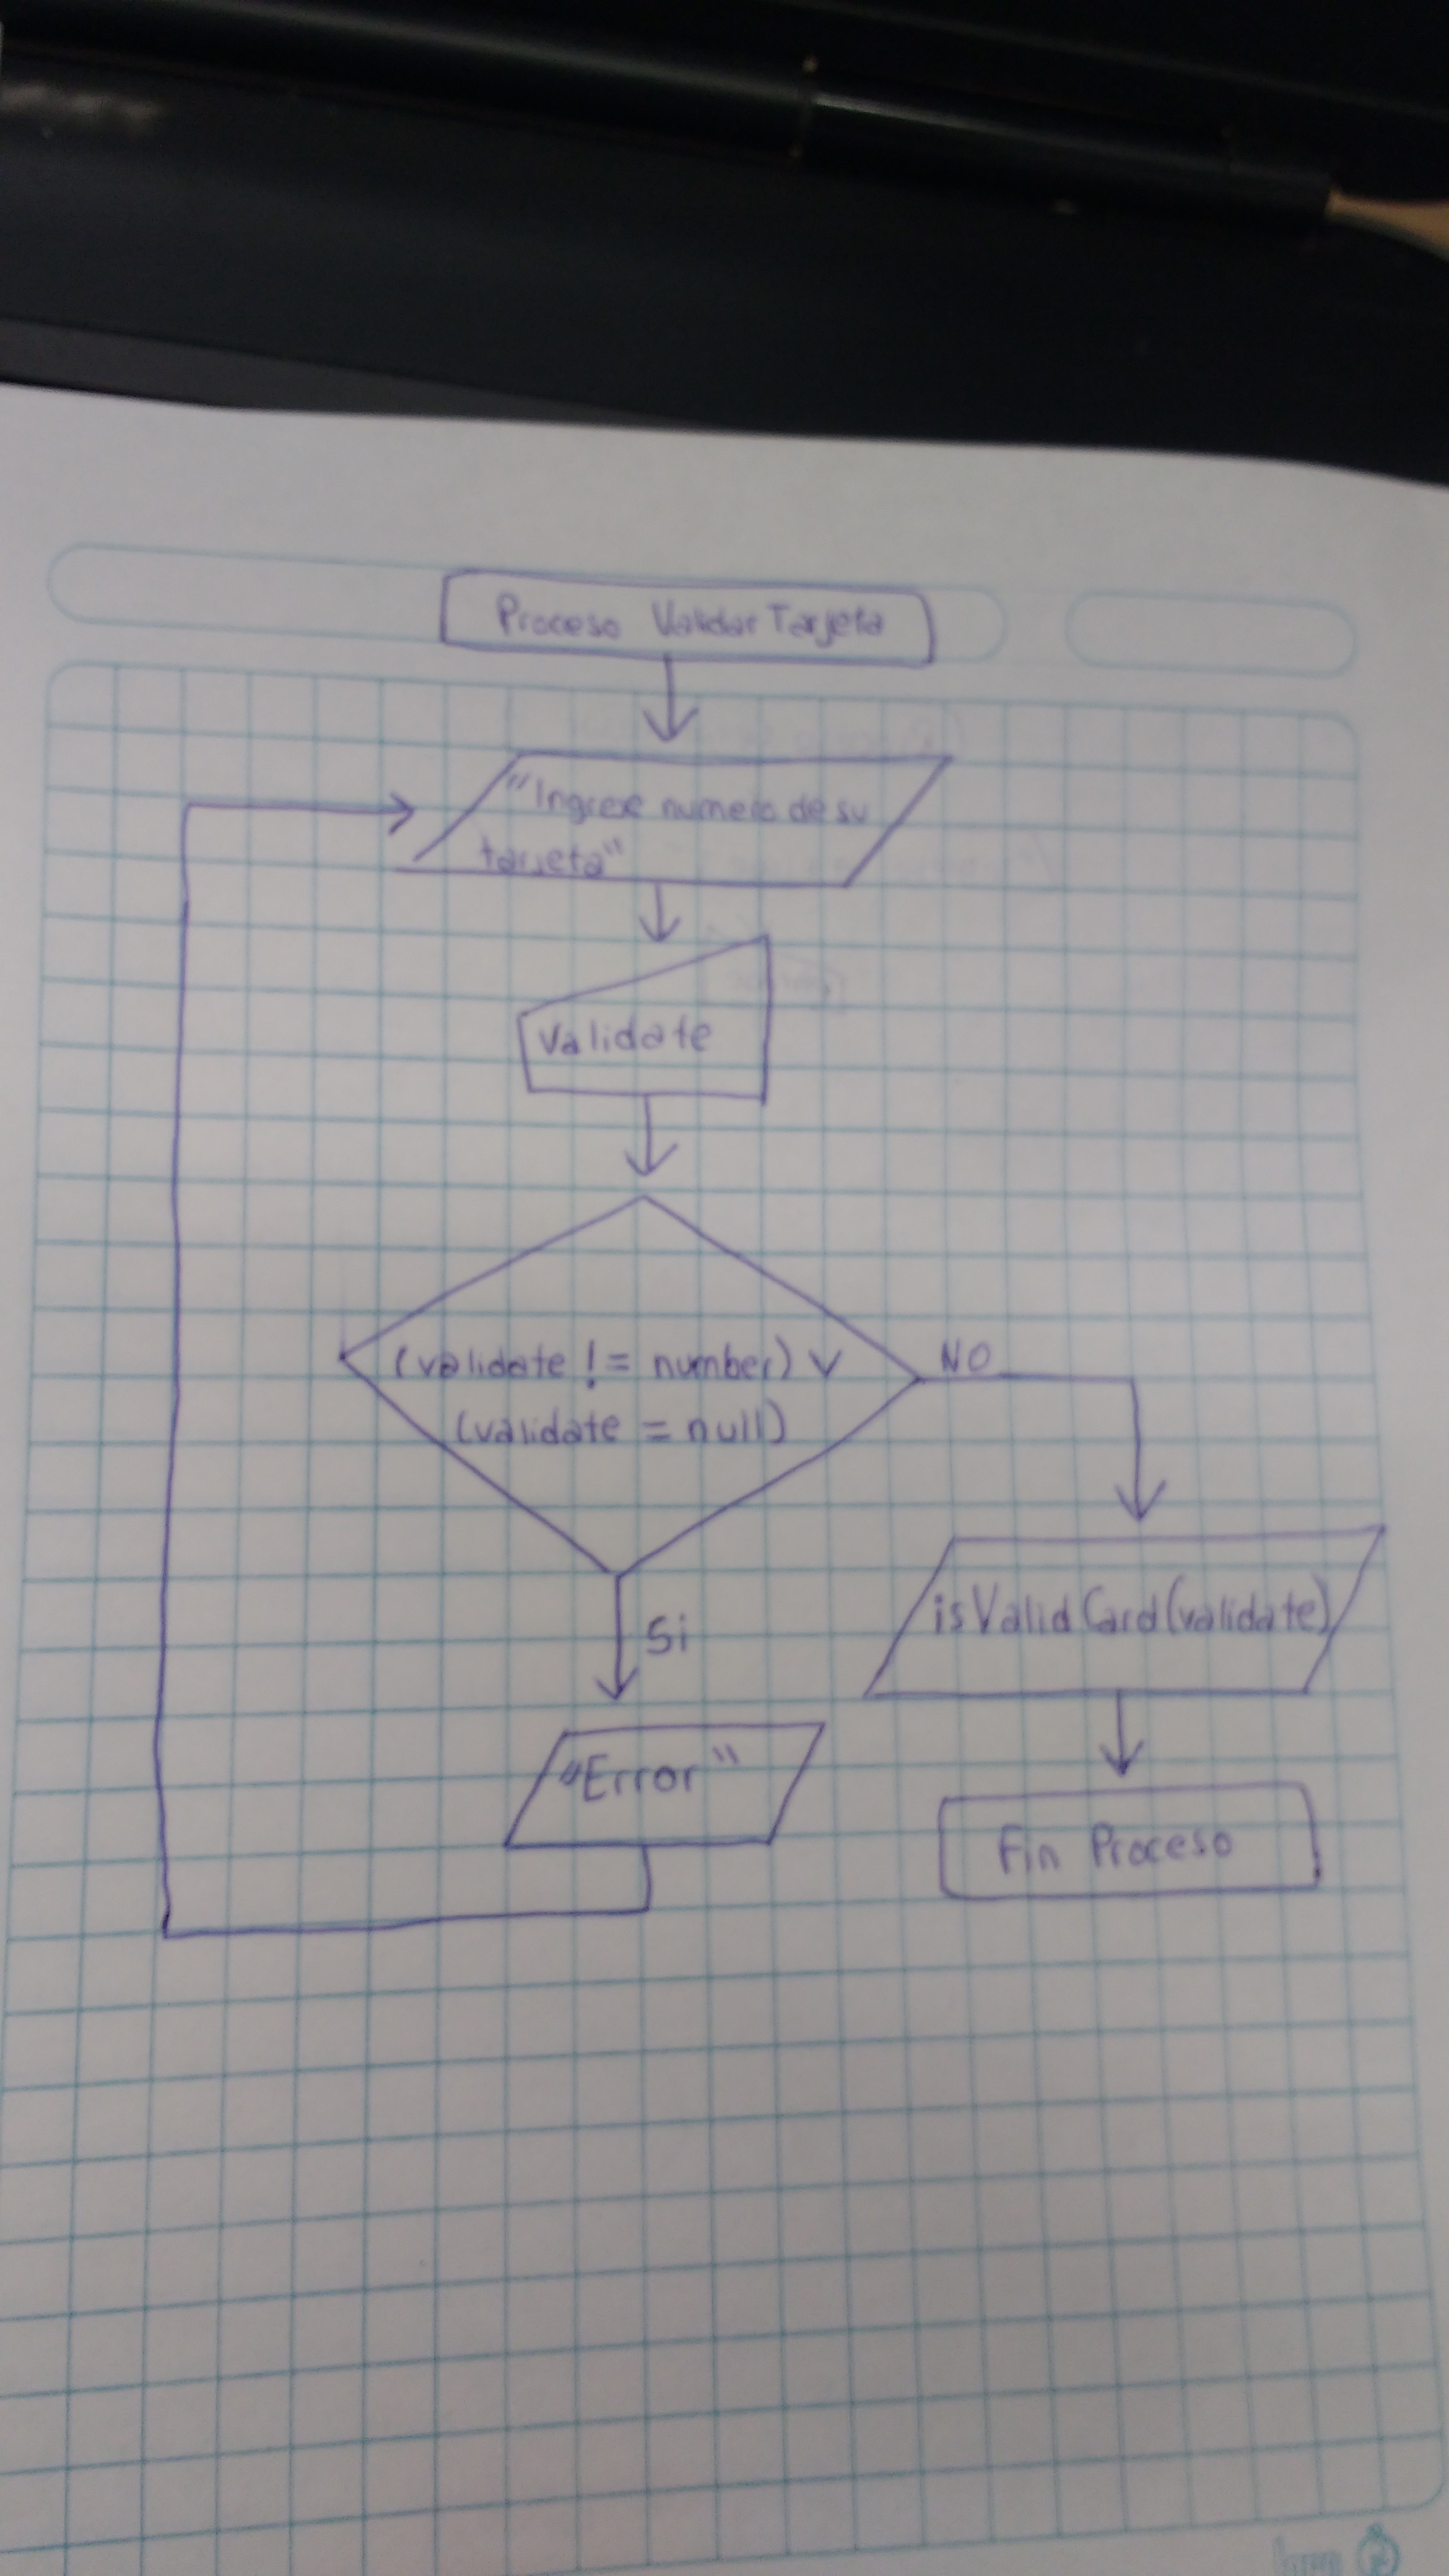 Proceso Validar Tarjeta
"Ingrese numero de su
tarjeta"
Validate
(validate != number) V
(validate = null)
NO
Si
isValidCard(validate)
"Error"
Fin Proceso